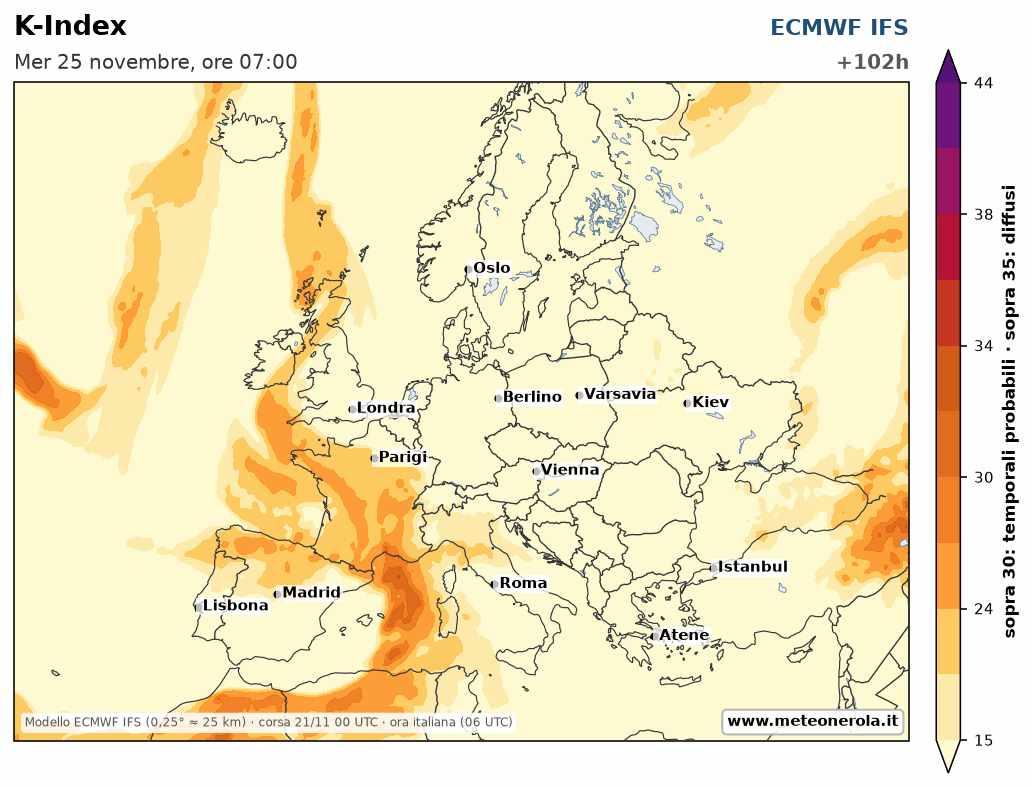 K-Index
ECMWF IFS
Mer 25 novembre, ore 07:00
+102h
44
38
34
30
24
15
sopra 30: temporali probabili · sopra 35: diffusi
Oslo
Berlino
Varsavia
Kiev
Londra
Parigi
Vienna
Istanbul
Roma
Madrid
Lisbona
Atene
Modello ECMWF IFS (0,25° ≈ 25 km) · corsa 21/11 00 UTC · ora italiana (06 UTC)
www.meteonerola.it